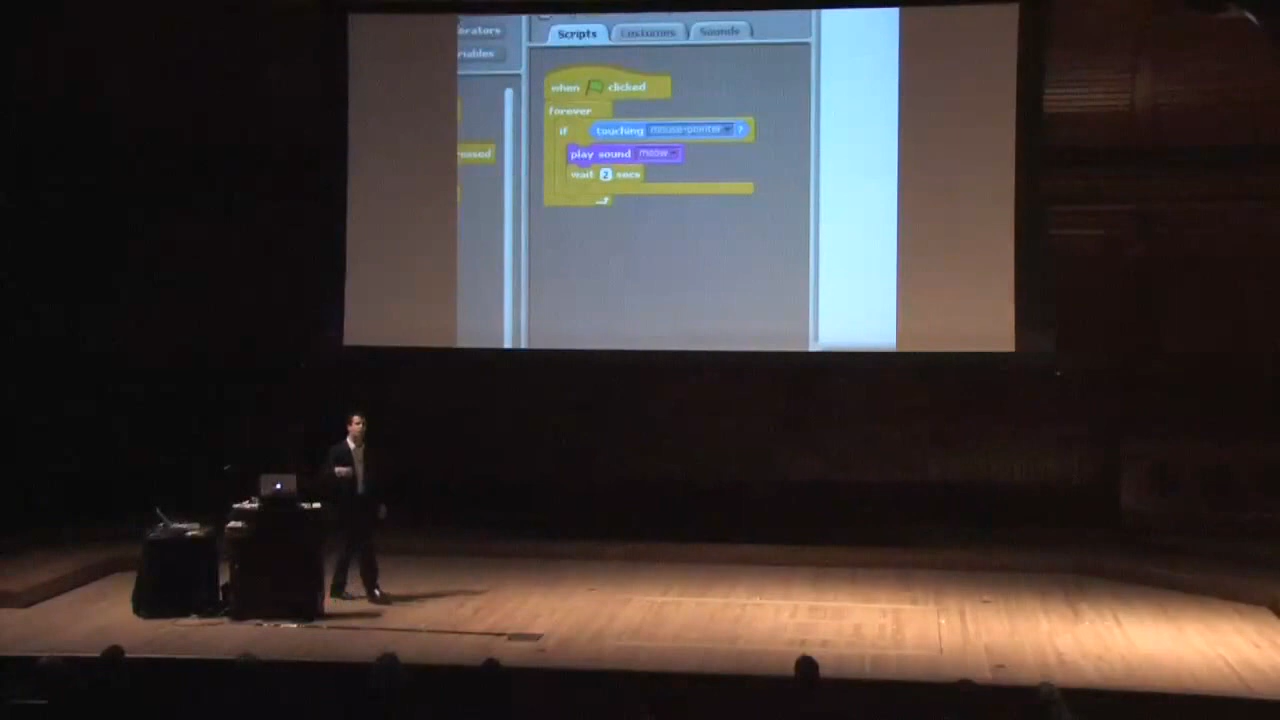 Scripts Costumes Sounds
when clicked
forever
if touching mouse-pointer ?
play sound meow
wait 2 secs